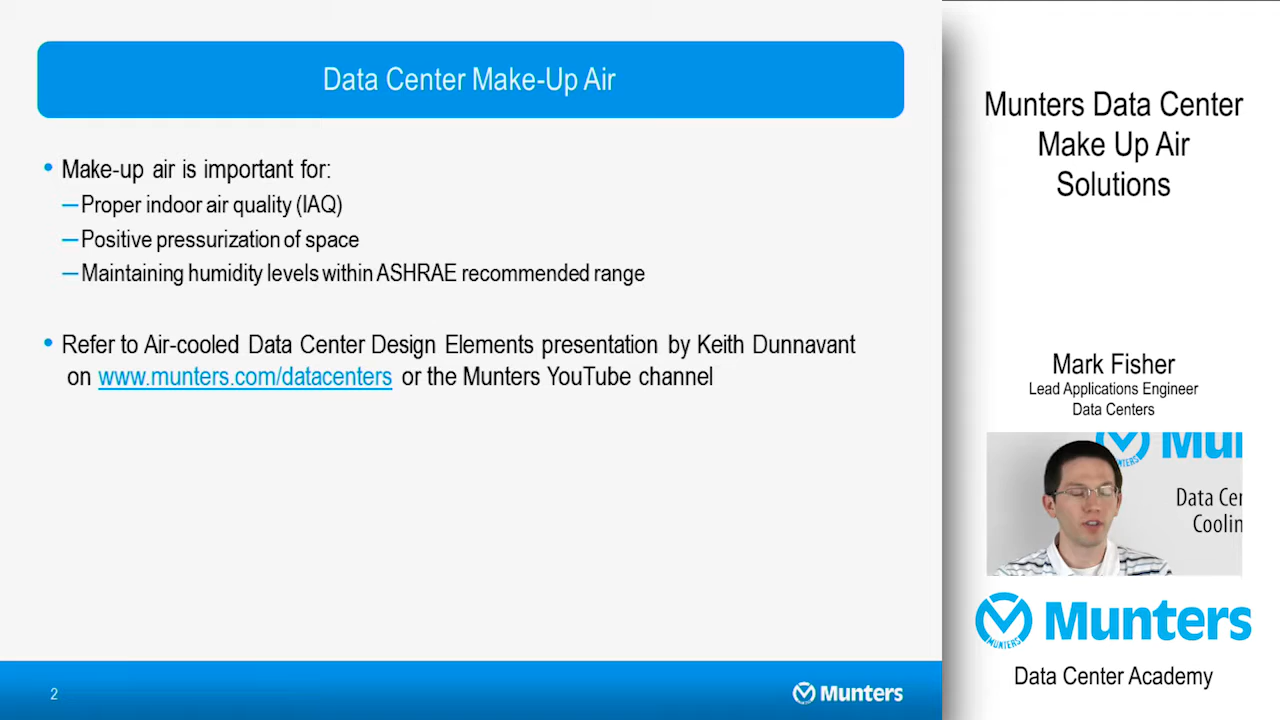 Data Center Make-Up Air
• Make-up air is important for:
—Proper indoor air quality (IAQ)
—Positive pressurization of space
—Maintaining humidity levels within ASHRAE recommended range
• Refer to Air-cooled Data Center Design Elements presentation by Keith Dunnavant
on www.munters.com/datacenters or the Munters YouTube channel
2
Munters
Munters Data Center
Make Up Air
Solutions
Mark Fisher
Lead Applications Engineer
Data Centers
MUNTERS
Mu
Data Cen
Coolin
MUNTERS
Munters
Data Center Academy